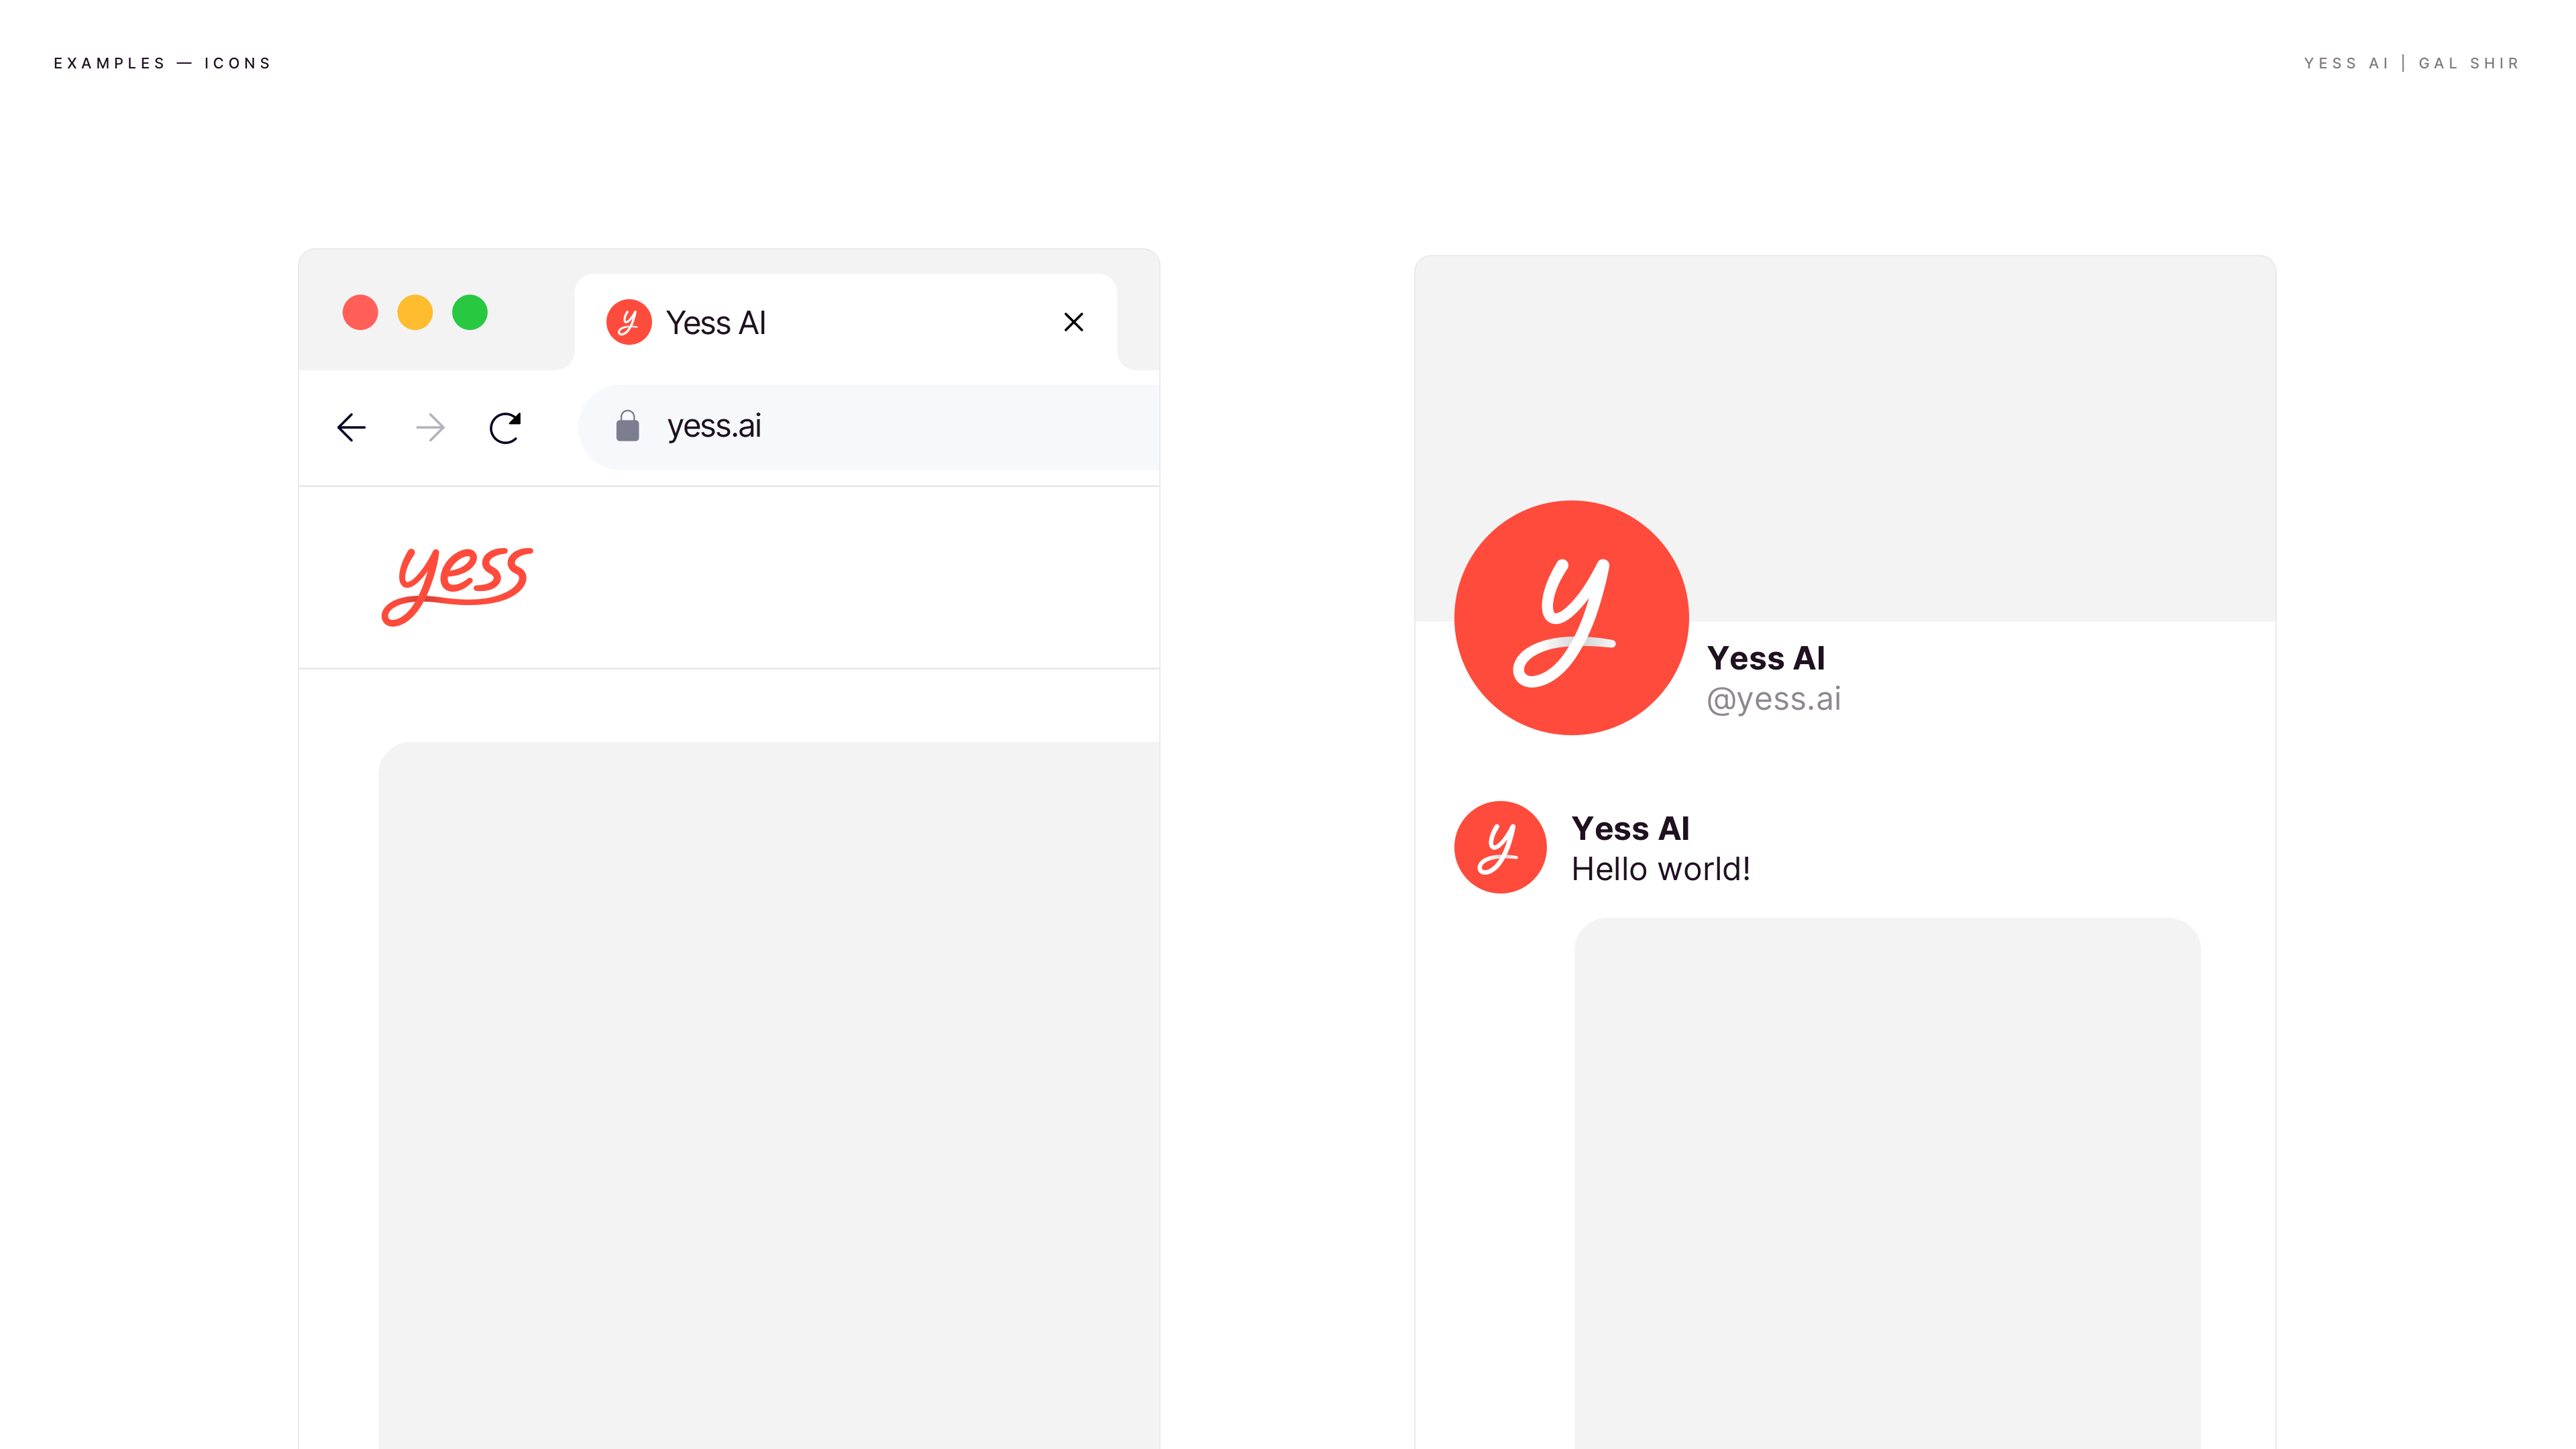 EXAMPLES — ICONS
YESS AI | GAL SHIR
y Yess AI
yess.ai
yess
y
Yess AI
@yess.ai
y
Yess AI
Hello world!